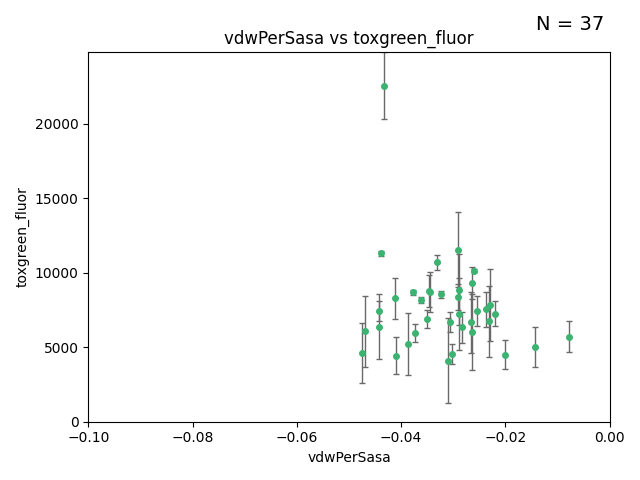 N = 37
vdwPerSasa vs toxgreen_fluor
toxgreen_fluor
20000
15000
10000
5000
0
−0.10
−0.08
−0.06
−0.04
−0.02
0.00
vdwPerSasa